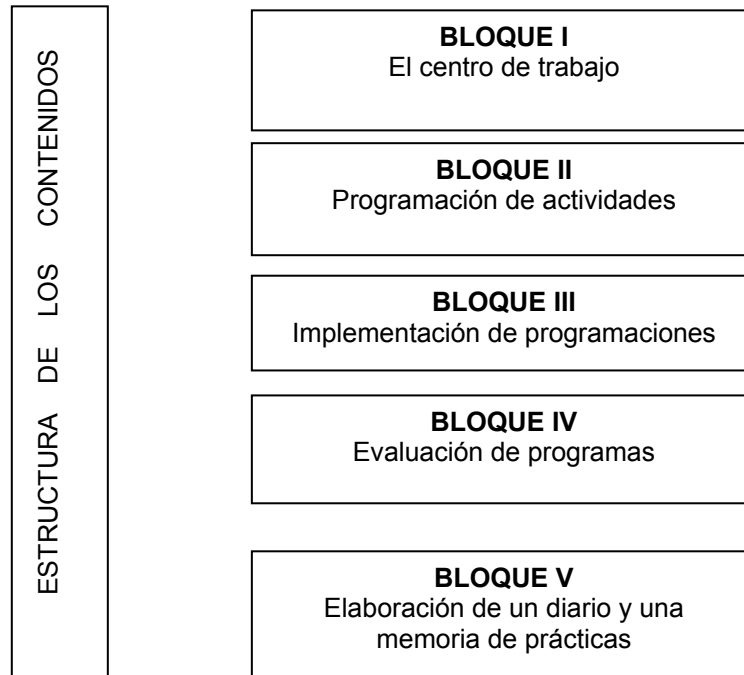 ESTRUCTURA DE LOS CONTENIDOS
BLOQUE I
El centro de trabajo
BLOQUE II
Programación de actividades
BLOQUE III
Implementación de programaciones
BLOQUE IV
Evaluación de programas
BLOQUE V
Elaboración de un diario y una
memoria de prácticas